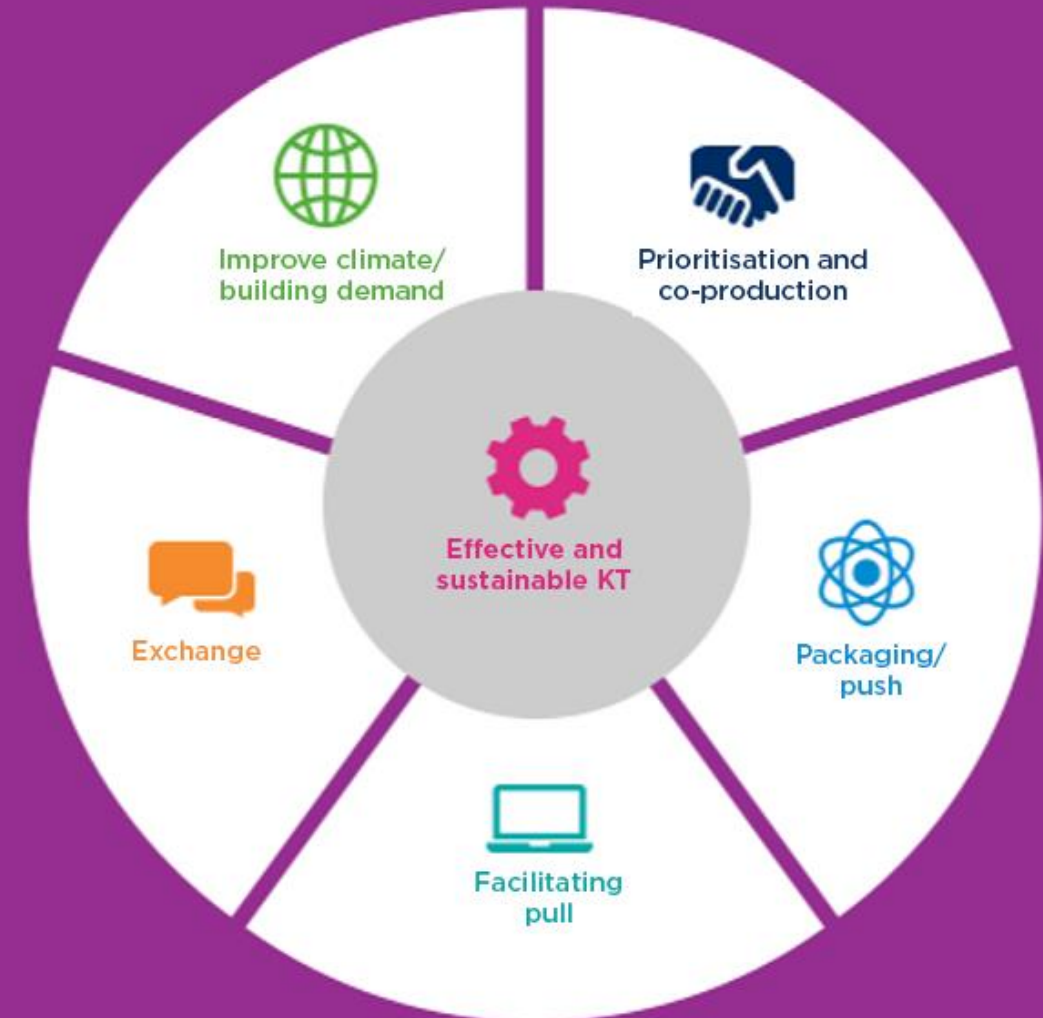 Improve climate/
building demand
Prioritisation and
co-production
Effective and
sustainable KT
Exchange
Packaging/
push
Facilitating
pull